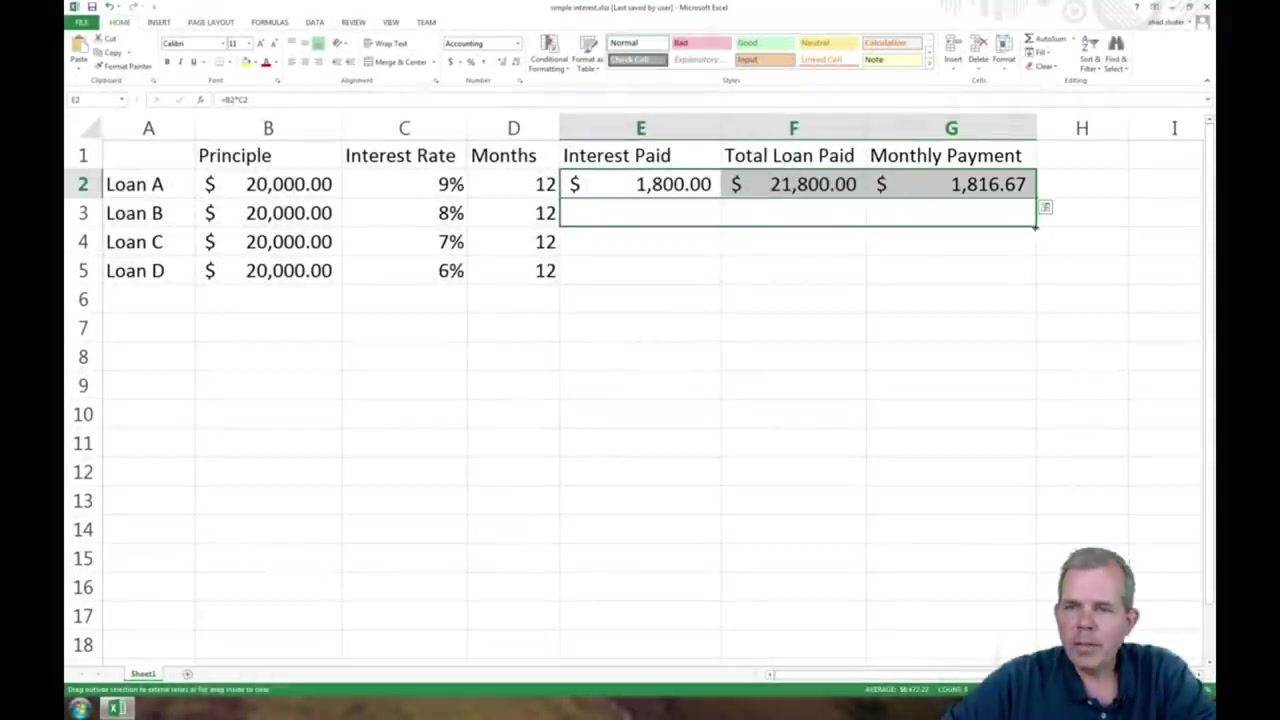 simple interest.xlsx [Last saved by user] - Microsoft Excel
FILE HOME INSERT PAGE LAYOUT FORMULAS DATA REVIEW VIEW TEAM
Cut
Copy
Format Painter
Paste
Clipboard
Calibri 11
B I U
Font
Wrap Text
Merge & Center
Alignment
Accounting
$ % ,
Number
Conditional Formatting
Format as Table
Normal Bad Good Neutral Calculation
Check Cell Explanatory... Input Linked Cell Note
Styles
Insert Delete Format
Cells
AutoSum
Fill
Clear
Sort & Filter
Find & Select
Editing
E2 fx =B2*C2
A B C D E F G H I
1 Principle Interest Rate Months Interest Paid Total Loan Paid Monthly Payment
2 Loan A $ 20,000.00 9% 12 $ 1,800.00 $ 21,800.00 $ 1,816.67
3 Loan B $ 20,000.00 8% 12
4 Loan C $ 20,000.00 7% 12
5 Loan D $ 20,000.00 6% 12
6
7
8
9
10
11
12
13
14
15
16
17
18
Sheet1
Drag outside selection to extend series or fill; drag inside to clear
AVERAGE: $8,472.22 COUNT: 3